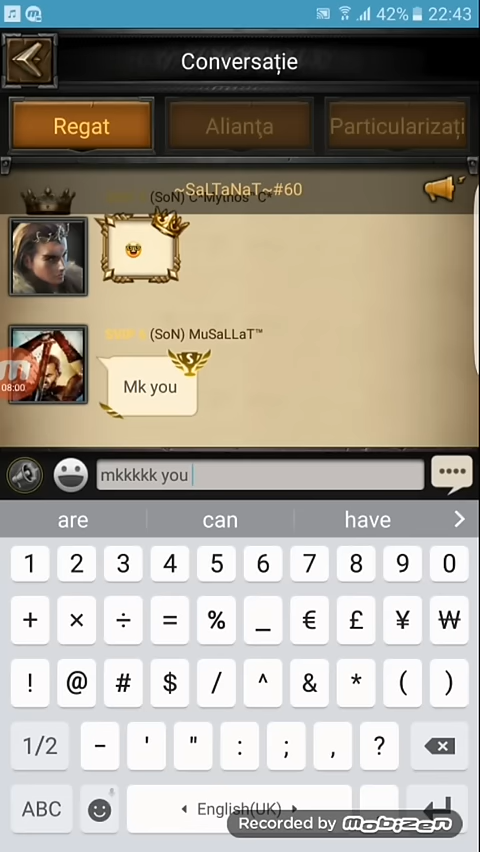 42% 22:43
Conversație
Regat
Alianța
Particularizați
~SaLTaNaT~#60
(SoN) C*Mythos*C*
(SoN) MuSaLLaT™
S
Mk you
08:00
mkkkkk you
are can have
1 2 3 4 5 6 7 8 9 0
+ × ÷ = % _ € £ ¥ ₩
! @ # $ / ^ & * ( )
1/2 - ' " : ; , ?
ABC English(UK)
Recorded by mobizen